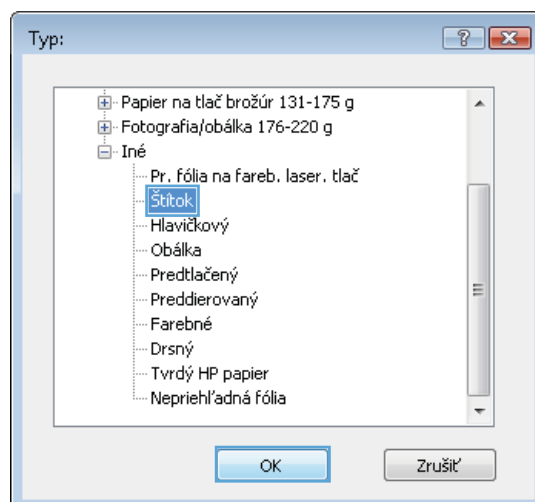 Typ:
Papier na tlač brožúr 131-175 g
Fotografia/obálka 176-220 g
Iné
Pr. fólia na fareb. laser. tlač
Štítok
Hlavičkový
Obálka
Predtlačený
Preddierovaný
Farebné
Drsný
Tvrdý HP papier
Nepriehľadná fólia
OK Zrušiť